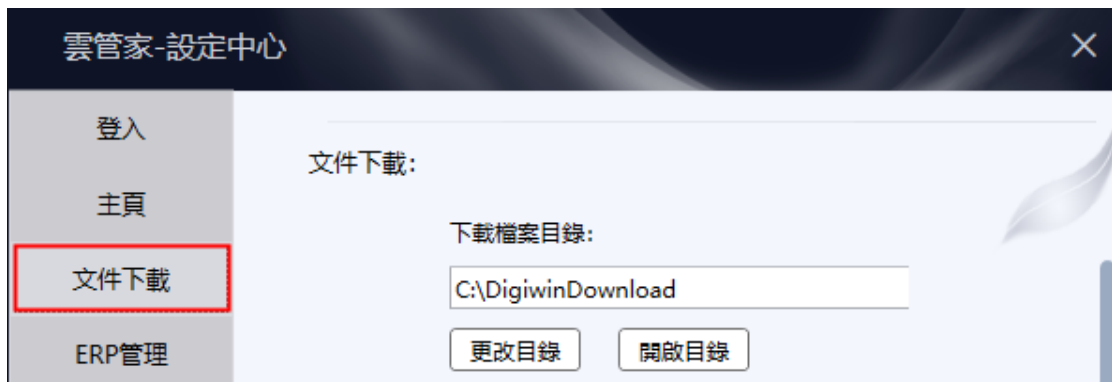 雲管家-設定中心
登入
主頁
文件下載
ERP管理
文件下載:
下載檔案目錄:
C:\DigiwinDownload
更改目錄 開啟目錄